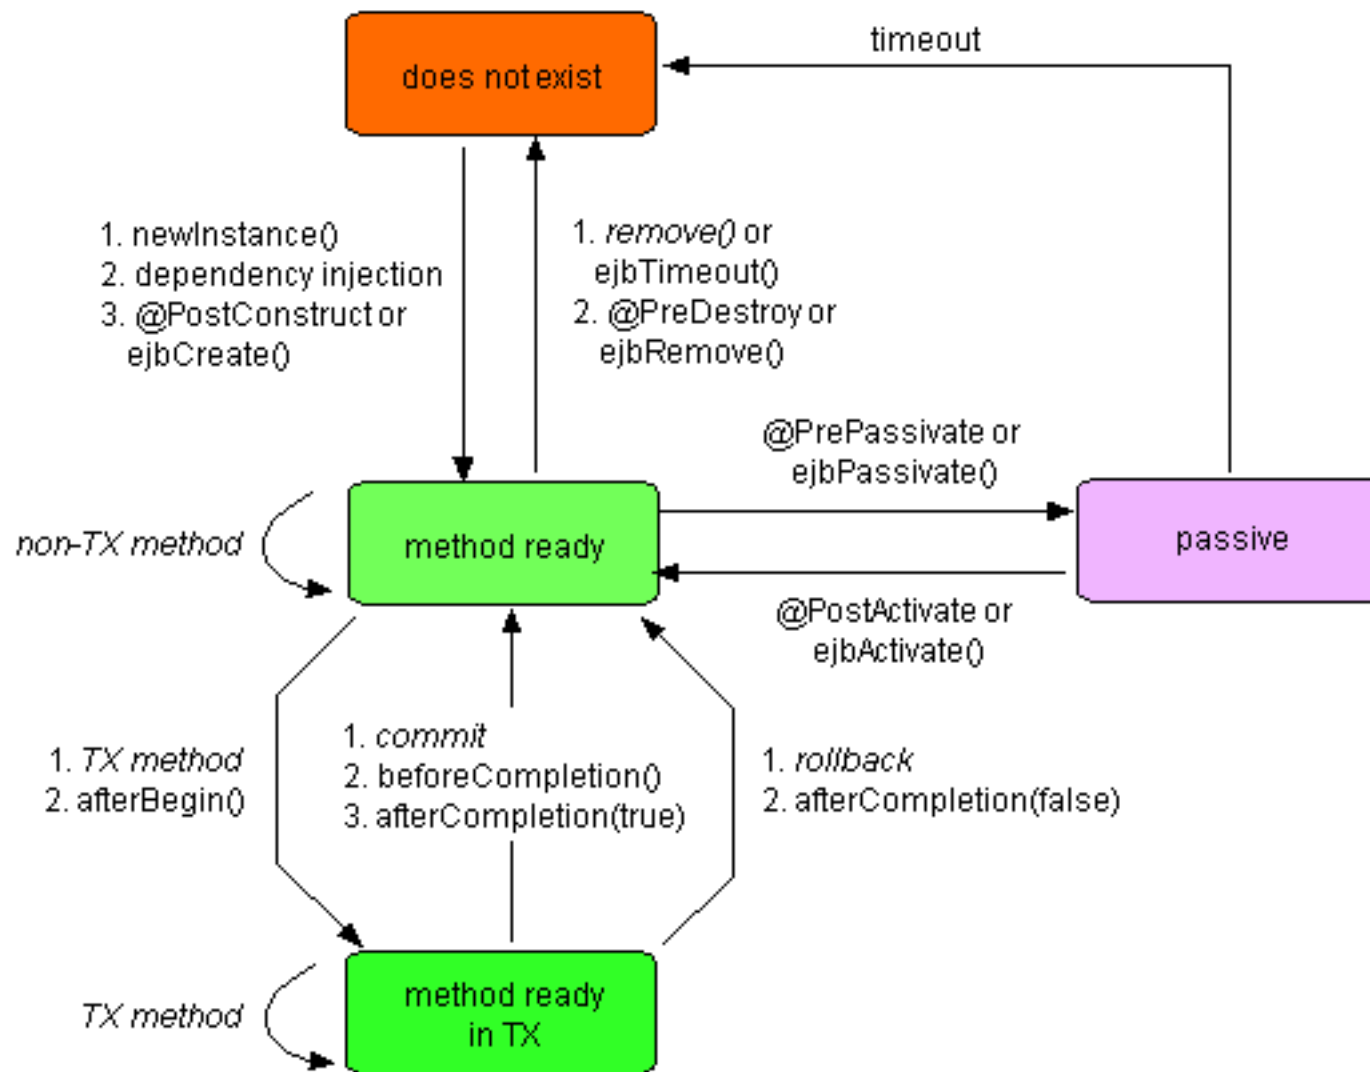 timeout
does not exist
1. newInstance()
2. dependency injection
3. @PostConstruct or
ejbCreate()
1. remove() or
ejbTimeout()
2. @PreDestroy or
ejbRemove()
@PrePassivate or
ejbPassivate()
non-TX method
method ready
passive
@PostActivate or
ejbActivate()
1. TX method
2. afterBegin()
1. commit
2. beforeCompletion()
3. afterCompletion(true)
1. rollback
2. afterCompletion(false)
TX method
method ready
in TX